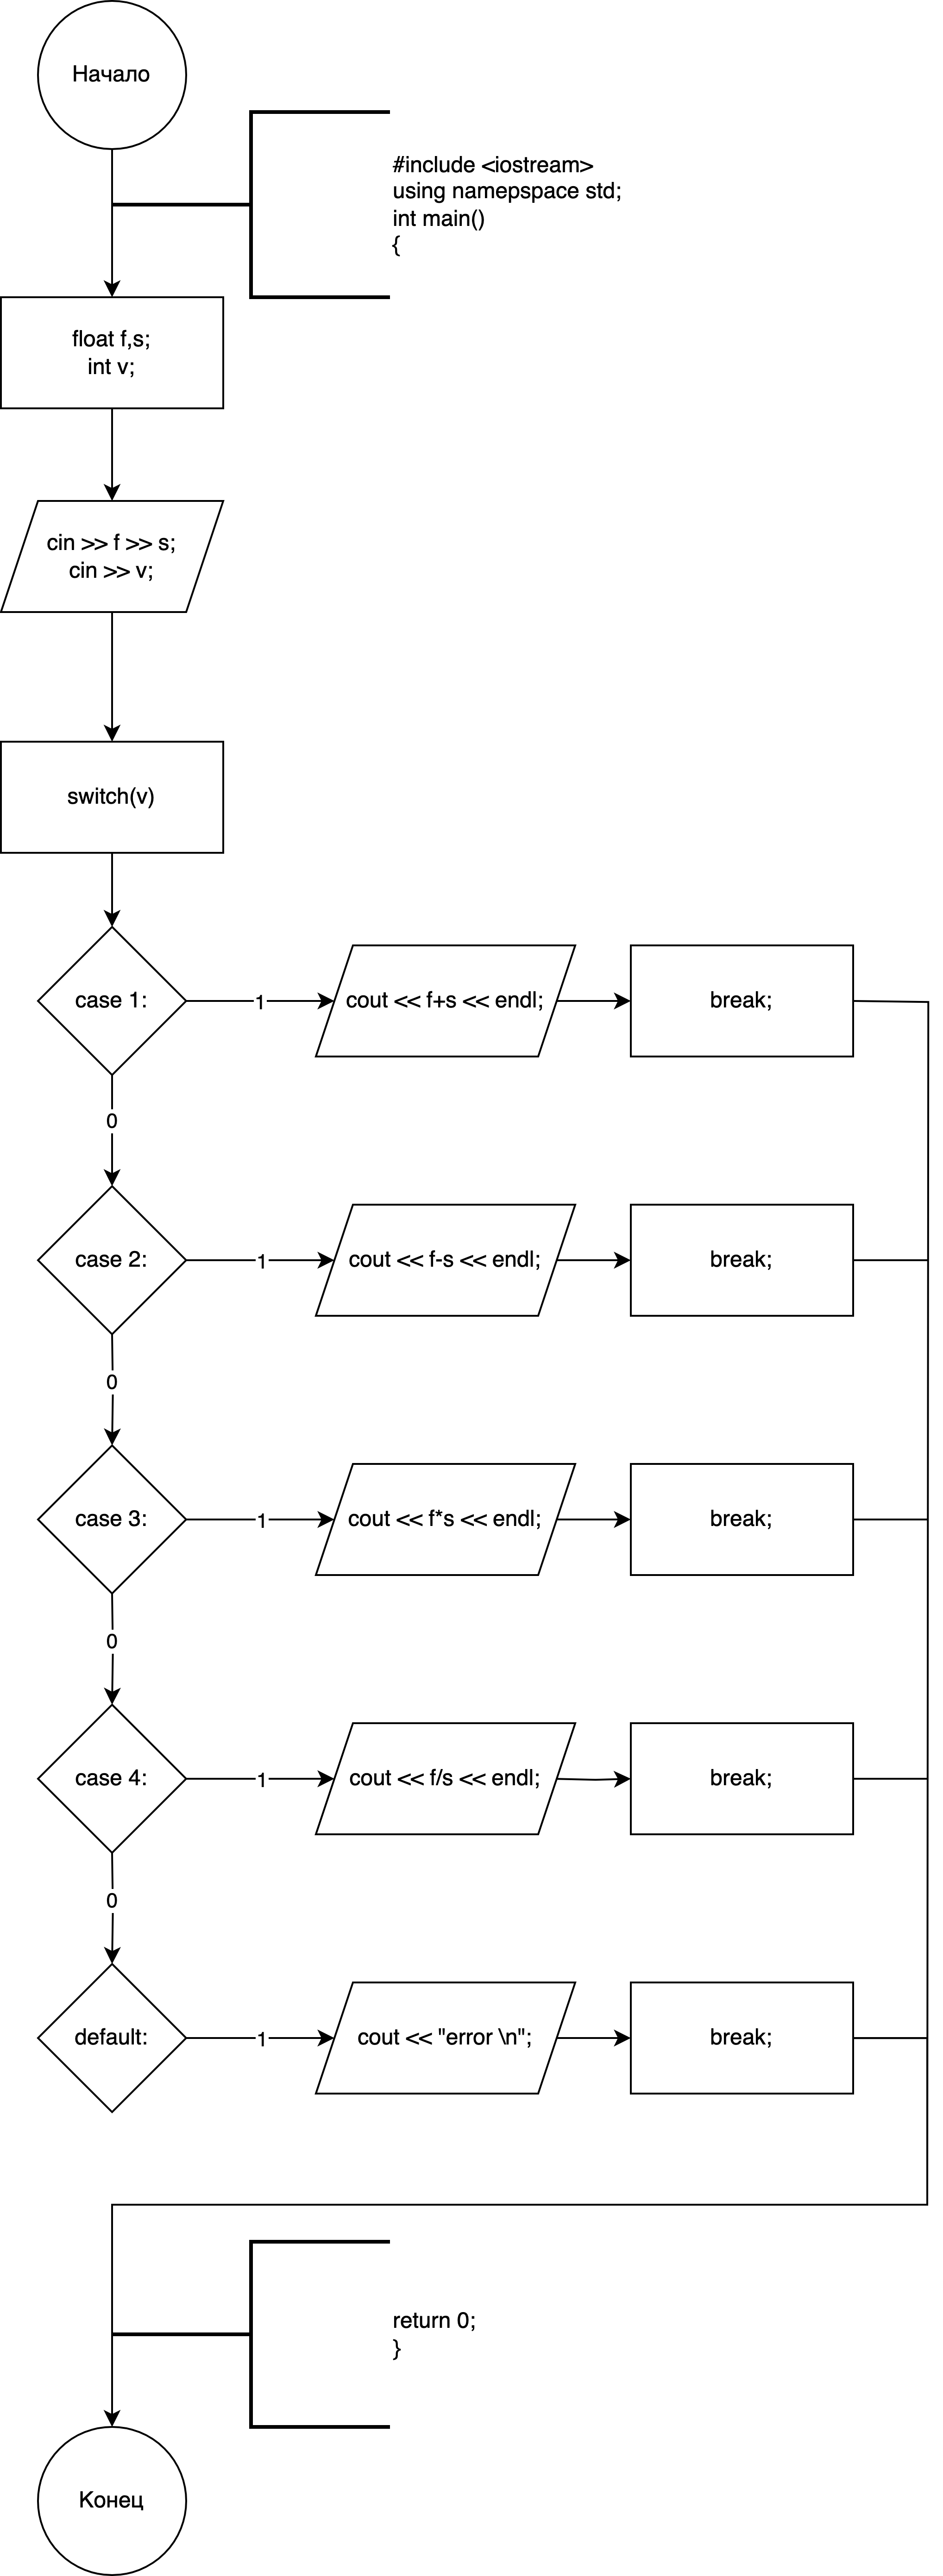 Начало
#include <iostream>
using namepspace std;
int main()
{
float f,s;
int v;
cin >> f >> s;
cin >> v;
switch(v)
case 1:
1
cout << f+s << endl;
break;
0
case 2:
1
cout << f-s << endl;
break;
0
case 3:
1
cout << f*s << endl;
break;
0
case 4:
1
cout << f/s << endl;
break;
0
default:
1
cout << "error \n";
break;
return 0;
}
Конец